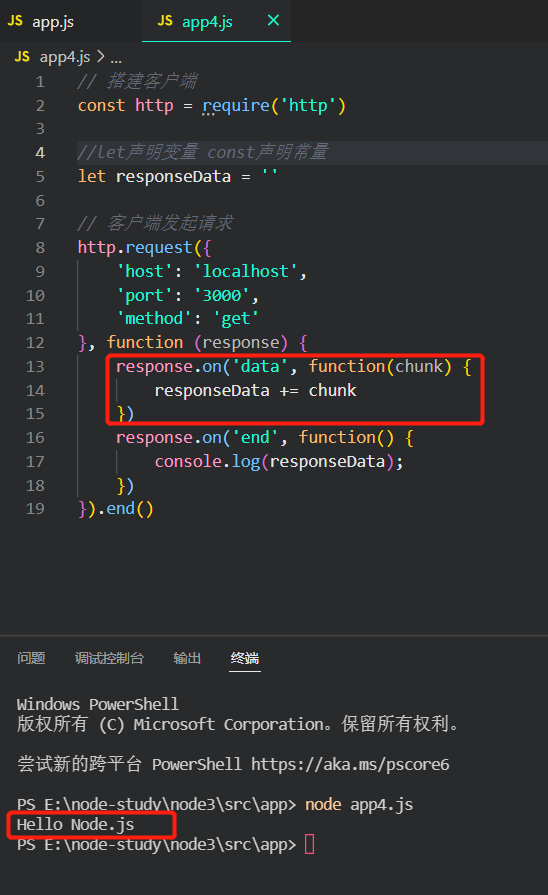 JS app.js JS app4.js ×
JS app4.js > ...
1 // 搭建客户端
2 const http = require('http')
3
4 //let声明变量 const声明常量
5 let responseData = ''
6
7 // 客户端发起请求
8 http.request({
9 'host': 'localhost',
10 'port': '3000',
11 'method': 'get'
12 }, function (response) {
13 response.on('data', function(chunk) {
14 responseData += chunk
15 })
16 response.on('end', function() {
17 console.log(responseData);
18 })
19 }).end()
问题 调试控制台 输出 终端
Windows PowerShell
版权所有 (C) Microsoft Corporation。保留所有权利。
尝试新的跨平台 PowerShell https://aka.ms/pscore6
PS E:\node-study\node3\src\app> node app4.js
Hello Node.js
PS E:\node-study\node3\src\app>